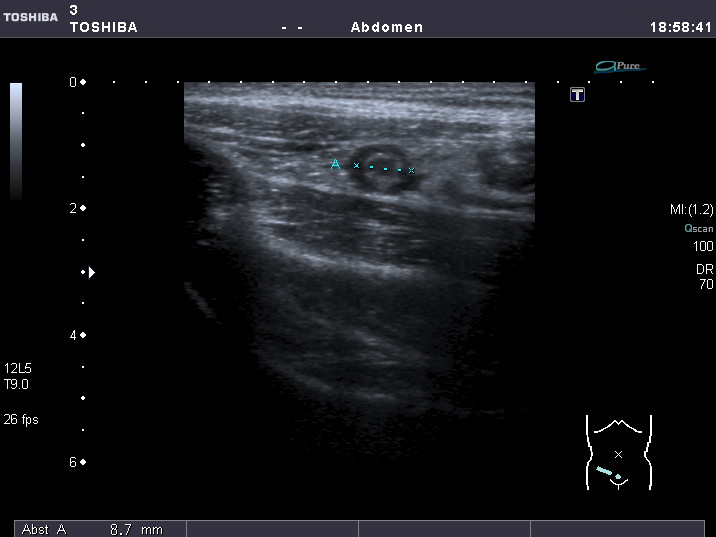 TOSHIBA
3
TOSHIBA
- -
Abdomen
18:58:41
APure
T
0
2
4
6
A
MI:(1.2)
Qscan
100
DR
70
12L5
T9.0
26 fps
Abst A 8.7 mm